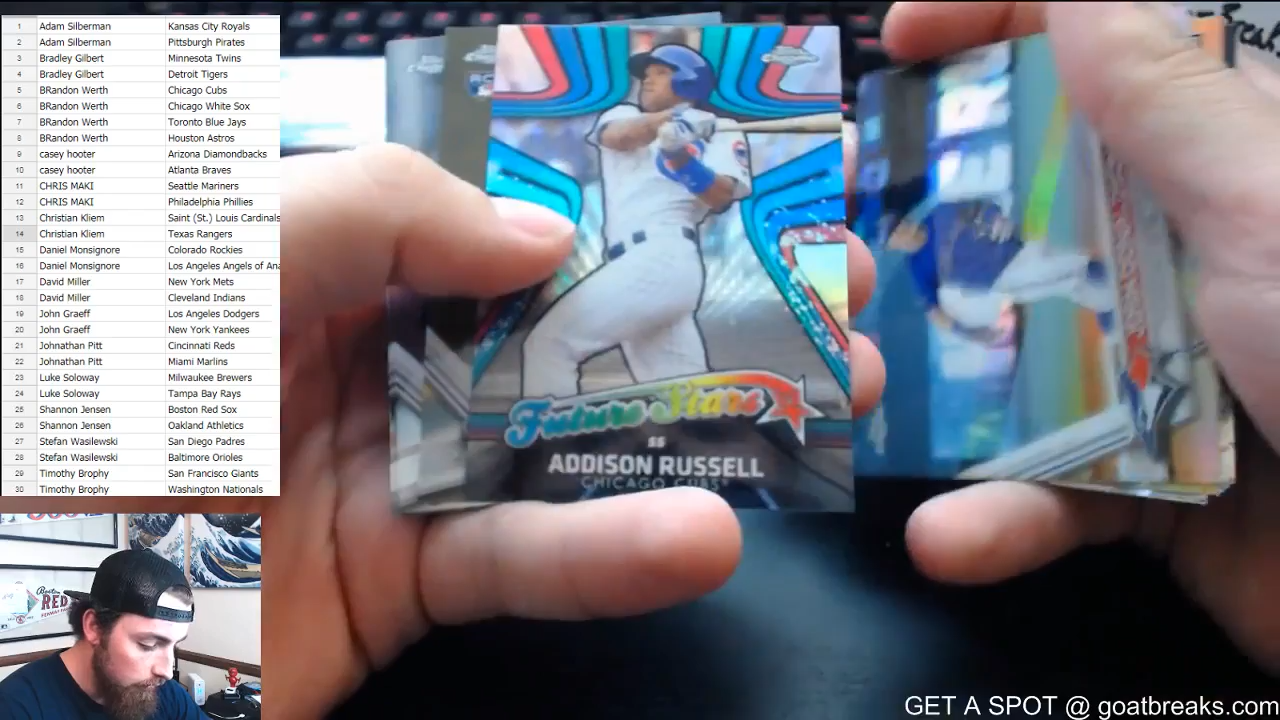 1 Adam Silberman Kansas City Royals
2 Adam Silberman Pittsburgh Pirates
3 Bradley Gilbert Minnesota Twins
4 Bradley Gilbert Detroit Tigers
5 BRandon Werth Chicago Cubs
6 BRandon Werth Chicago White Sox
7 BRandon Werth Toronto Blue Jays
8 BRandon Werth Houston Astros
9 casey hooter Arizona Diamondbacks
10 casey hooter Atlanta Braves
11 CHRIS MAKI Seattle Mariners
12 CHRIS MAKI Philadelphia Phillies
13 Christian Kliem Saint (St.) Louis Cardinals
14 Christian Kliem Texas Rangers
15 Daniel Monsignore Colorado Rockies
16 Daniel Monsignore Los Angeles Angels of Ana
17 David Miller New York Mets
18 David Miller Cleveland Indians
19 John Graeff Los Angeles Dodgers
20 John Graeff New York Yankees
21 Johnathan Pitt Cincinnati Reds
22 Johnathan Pitt Miami Marlins
23 Luke Soloway Milwaukee Brewers
24 Luke Soloway Tampa Bay Rays
25 Shannon Jensen Boston Red Sox
26 Shannon Jensen Oakland Athletics
27 Stefan Wasilewski San Diego Padres
28 Stefan Wasilewski Baltimore Orioles
29 Timothy Brophy San Francisco Giants
30 Timothy Brophy Washington Nationals
Future Stars
SS
ADDISON RUSSELL
CHICAGO CUBS
Boston
RED
GET A SPOT @ goatbreaks.com